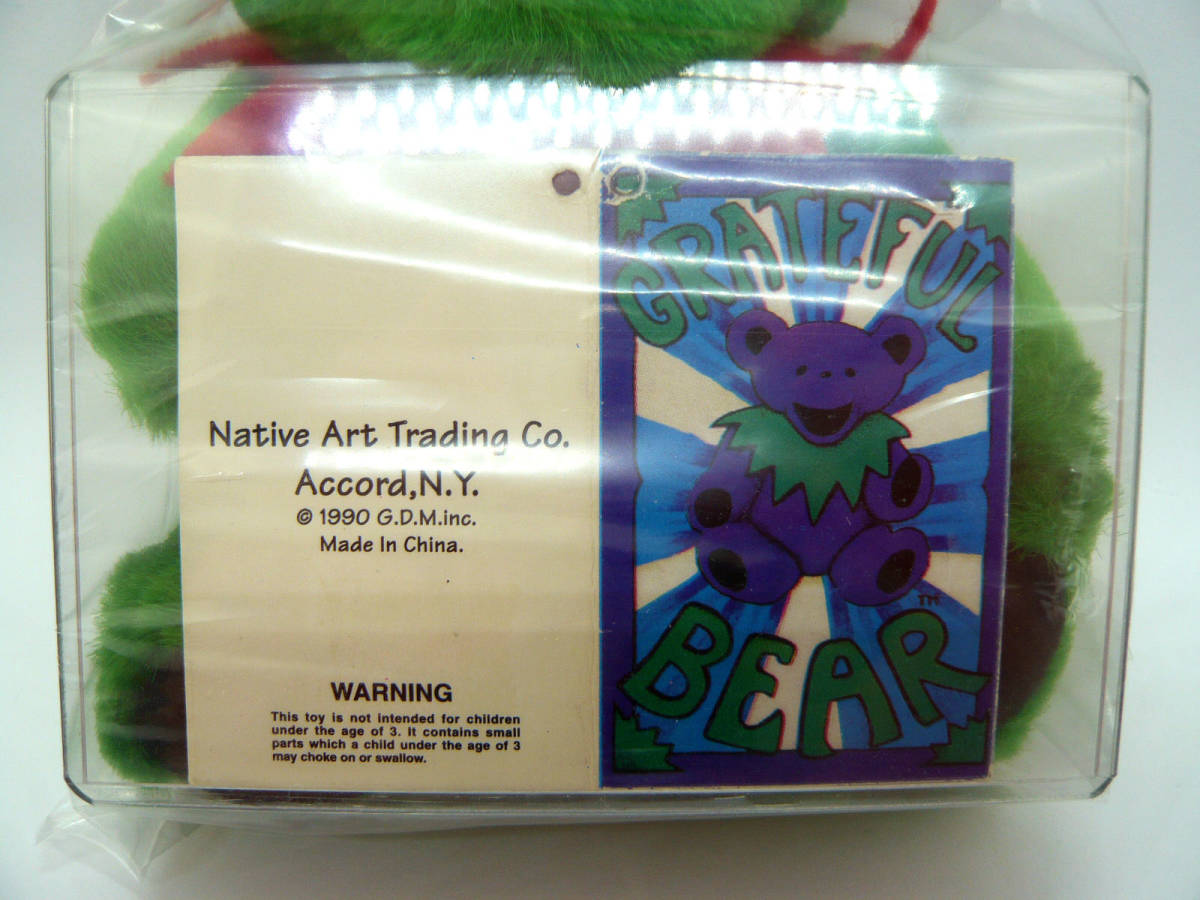 Native Art Trading Co.
Accord,N.Y.
© 1990 G.D.M.inc.
Made In China.
WARNING
This toy is not intended for children
under the age of 3. It contains small
parts which a child under the age of 3
may choke on or swallow.
GRATEFUL
BEAR
TM